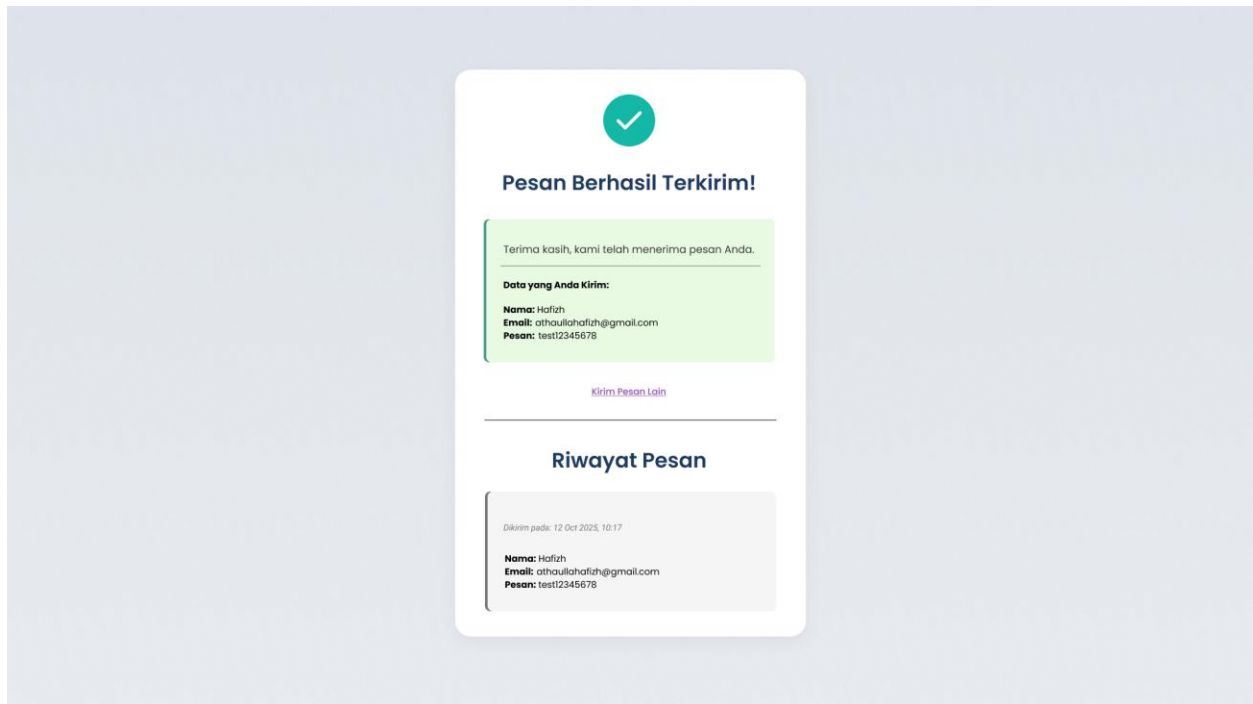 Pesan Berhasil Terkirim!
Terima kasih, kami telah menerima pesan Anda.
Data yang Anda Kirim:
Nama: Hafizh
Email: athaullahafizh@gmail.com
Pesan: test12345678
Kirim Pesan Lain
Riwayat Pesan
Dikirim pada: 12 Oct 2025, 10:17
Nama: Hafizh
Email: athaullahafizh@gmail.com
Pesan: test12345678